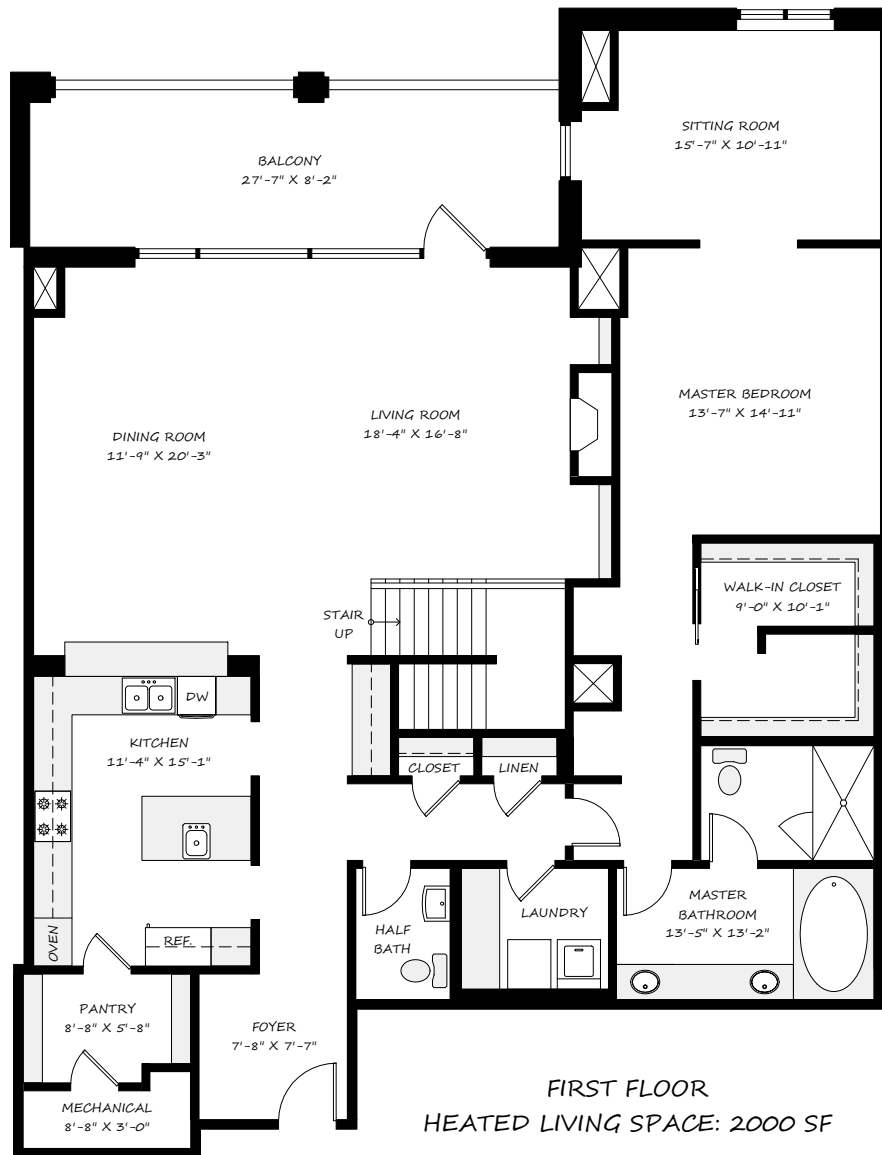 SITTING ROOM
15'-7" X 10'-11"
BALCONY
27'-7" X 8'-2"
MASTER BEDROOM
13'-7" X 14'-11"
LIVING ROOM
18'-4" X 16'-8"
DINING ROOM
11'-9" X 20'-3"
WALK-IN CLOSET
9'-0" X 10'-1"
STAIR
UP
DW
KITCHEN
11'-4" X 15'-1"
CLOSET
LINEN
MASTER
BATHROOM
13'-5" X 13'-2"
LAUNDRY
HALF
BATH
OVEN
REF.
PANTRY
8'-8" X 5'-8"
FOYER
7'-8" X 7'-7"
MECHANICAL
8'-8" X 3'-0"
FIRST FLOOR
HEATED LIVING SPACE: 2000 SF